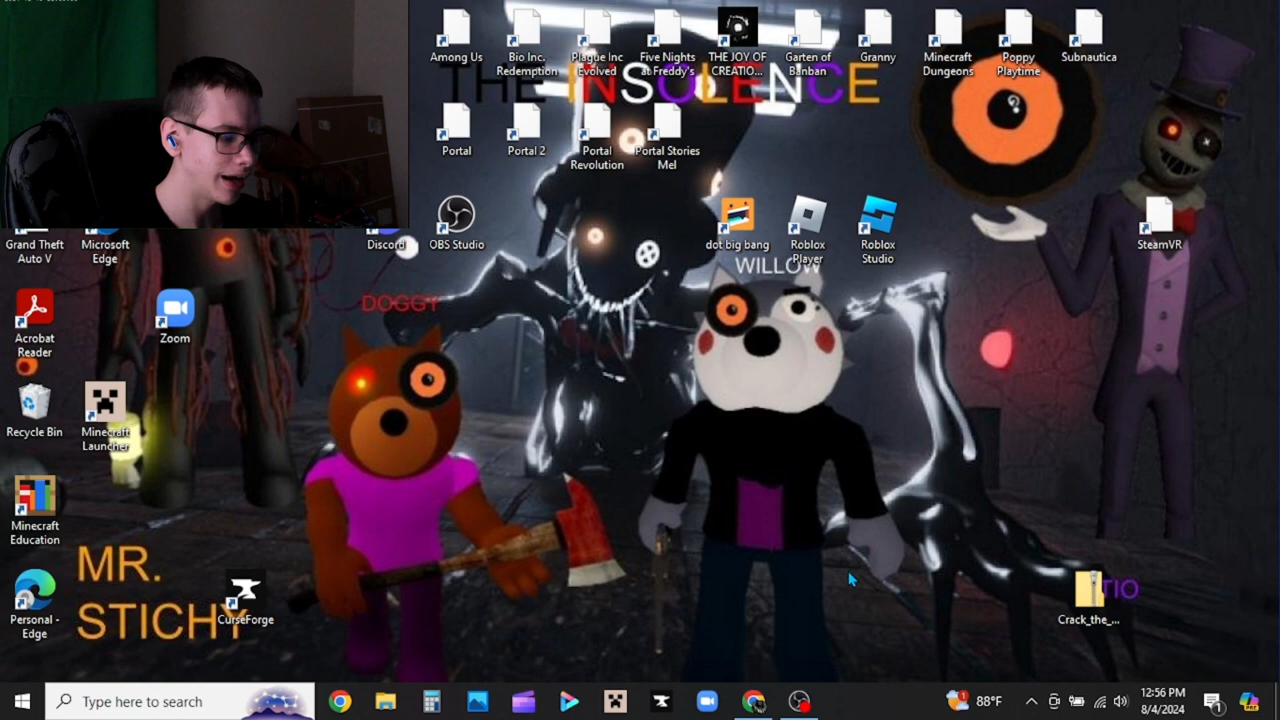 Among Us
Bio Inc.
Redemption
Plague Inc
Evolved
Five Nights
at Freddy's
THE JOY OF
CREATIO...
Garten of
Banban
Granny
Minecraft
Dungeons
Poppy
Playtime
Subnautica
THE INSOLENCE
Portal
Portal 2
Portal
Revolution
Portal Stories
Mel
Grand Theft
Auto V
Microsoft
Edge
Discord
OBS Studio
dot big bang
Roblox
Player
Roblox
Studio
SteamVR
WILLOW
DOGGY
Acrobat
Reader
Zoom
Recycle Bin
Minecraft
Launcher
Minecraft
Education
MR.
STICHY
Personal -
Edge
CurseForge
TIO
Crack_the_...
Type here to search
1
88°F
12:56 PM
8/4/2024
1
PRE